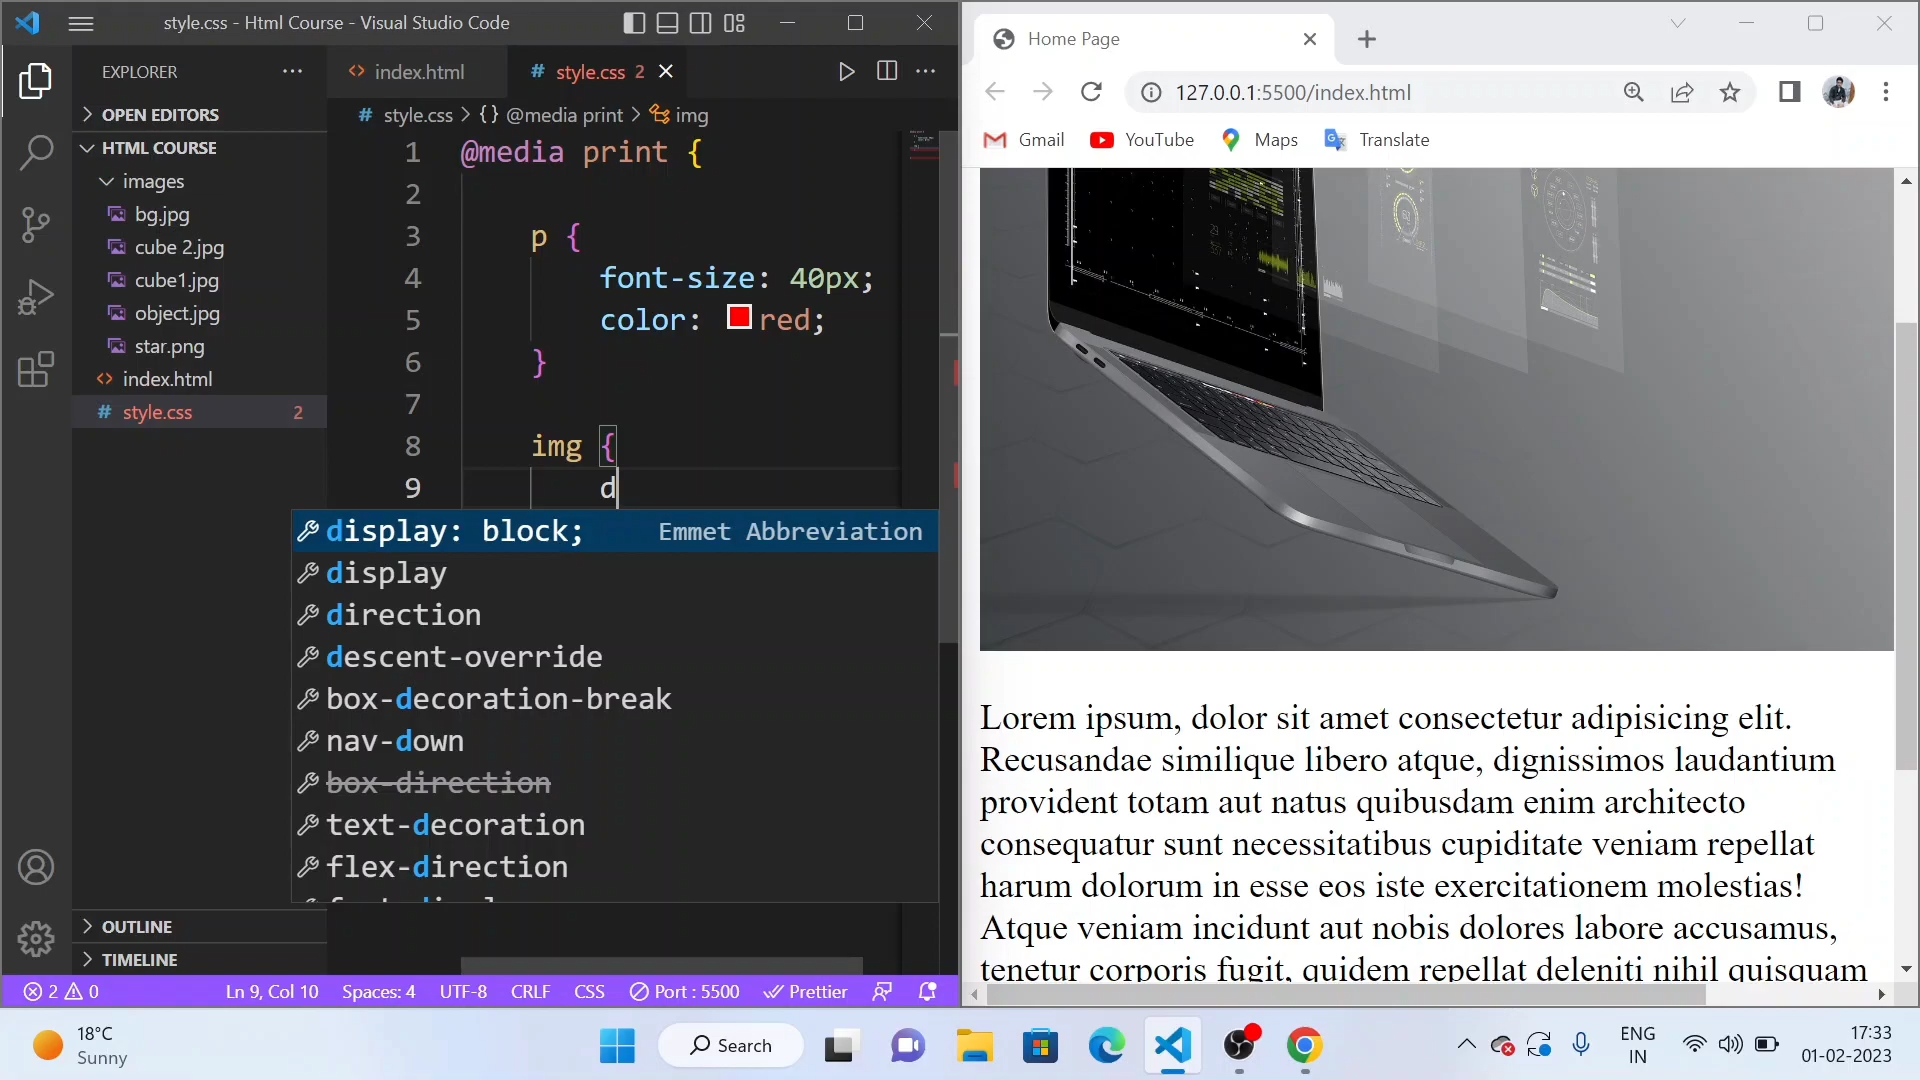 style.css - Html Course - Visual Studio Code
EXPLORER
index.html
style.css 2
OPEN EDITORS
HTML COURSE
images
bg.jpg
cube 2.jpg
cube1.jpg
object.jpg
star.png
index.html
style.css 2
OUTLINE
TIMELINE
style.css > {} @media print > img
1 @media print {
2
3 p {
4 font-size: 40px;
5 color: red;
6 }
7
8 img {
9 d
display: block; Emmet Abbreviation
display
direction
descent-override
box-decoration-break
nav-down
box-direction
text-decoration
flex-direction
2 0 Ln 9, Col 10 Spaces: 4 UTF-8 CRLF CSS Port : 5500 Prettier
Home Page
127.0.0.1:5500/index.html
Gmail YouTube Maps Translate
Lorem ipsum, dolor sit amet consectetur adipisicing elit.
Recusandae similique libero atque, dignissimos laudantium
provident totam aut natus quibusdam enim architecto
consequatur sunt necessitatibus cupiditate veniam repellat
harum dolorum in esse eos iste exercitationem molestias!
Atque veniam incidunt aut nobis dolores labore accusamus,
tenetur corporis fugit, quidem repellat deleniti nihil quisquam
18°C
Sunny
Search
ENG
IN
17:33
01-02-2023